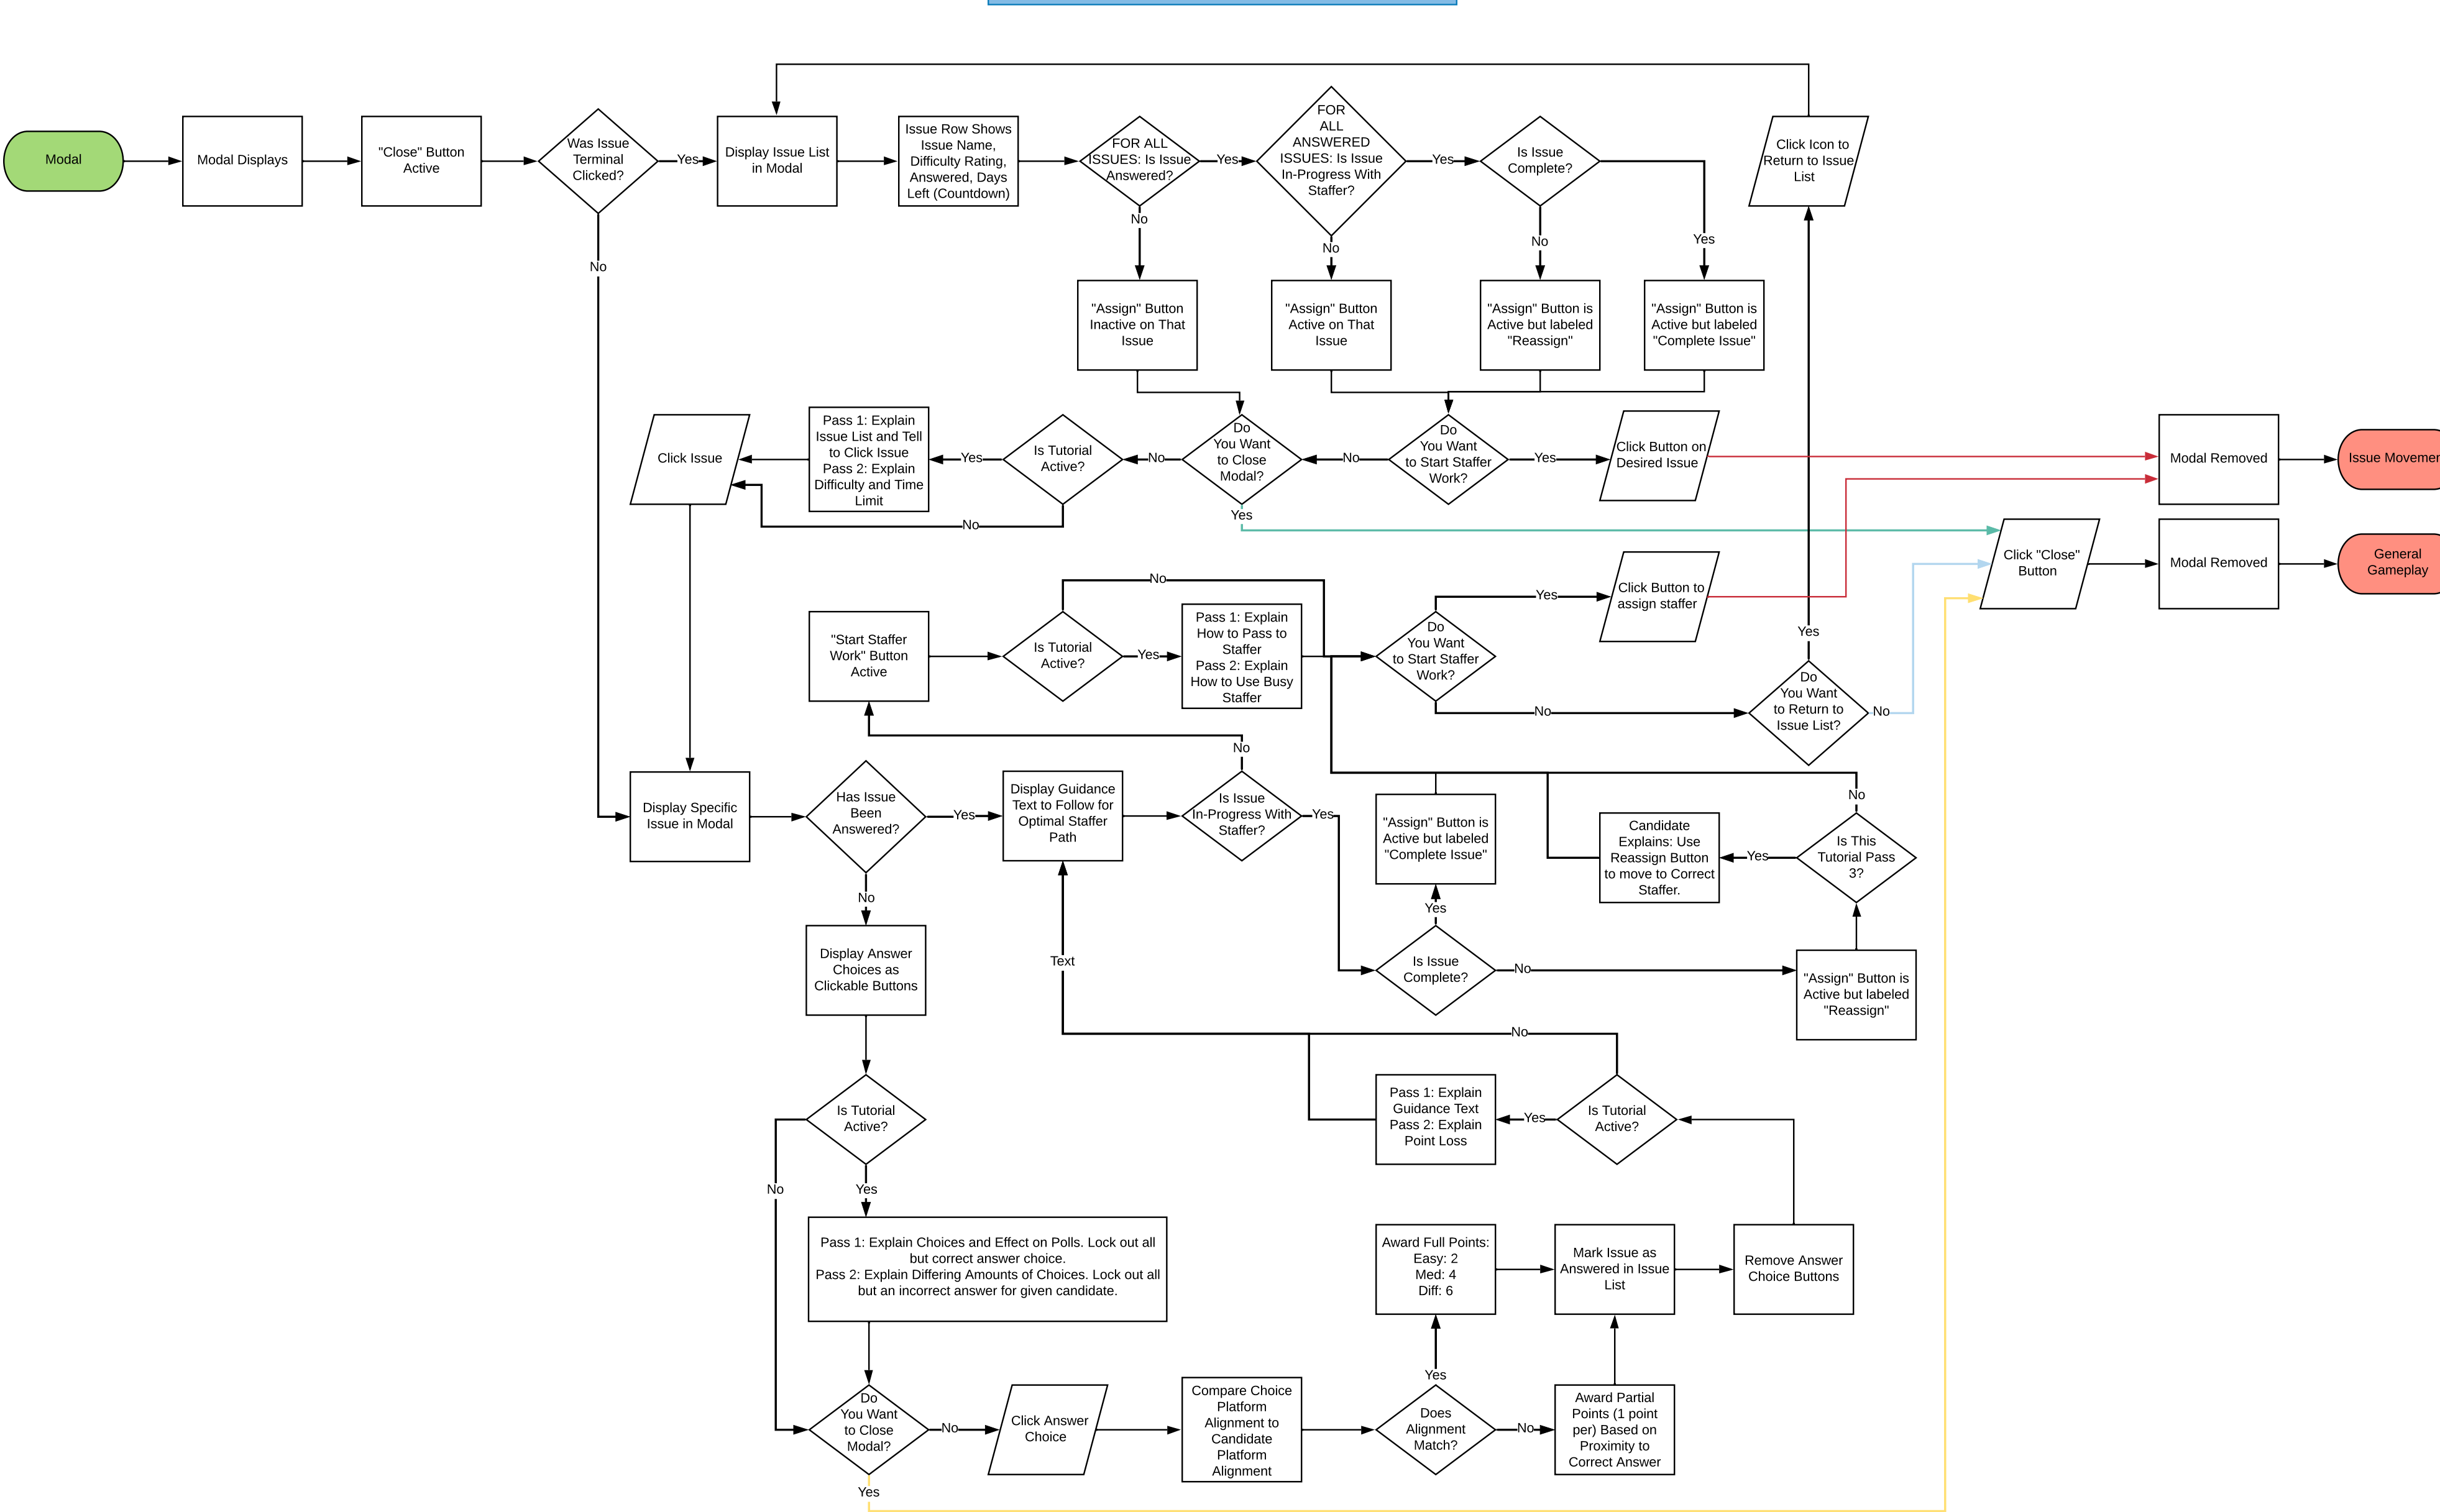 Modal
Modal Displays
"Close" Button
Active
Was Issue
Terminal
Clicked?
Yes
No
Display Issue List
in Modal
Issue Row Shows
Issue Name,
Difficulty Rating,
Answered, Days
Left (Countdown)
FOR ALL
ISSUES: Is Issue
Answered?
Yes
No
FOR
ALL
ANSWERED
ISSUES: Is Issue
In-Progress With
Staffer?
Yes
No
Is Issue
Complete?
No
Yes
Click Icon to
Return to Issue
List
"Assign" Button
Inactive on That
Issue
"Assign" Button
Active on That
Issue
"Assign" Button is
Active but labeled
"Reassign"
"Assign" Button is
Active but labeled
"Complete Issue"
Click Issue
Pass 1: Explain
Issue List and Tell
to Click Issue
Pass 2: Explain
Difficulty and Time
Limit
Yes
Is Tutorial
Active?
No
No
Do
You Want
to Close
Modal?
Yes
No
Do
You Want
to Start Staffer
Work?
Yes
Click Button on
Desired Issue
Modal Removed
Issue Movemen
Click "Close"
Button
Modal Removed
General
Gameplay
"Start Staffer
Work" Button
Active
Is Tutorial
Active?
No
Yes
Pass 1: Explain
How to Pass to
Staffer
Pass 2: Explain
How to Use Busy
Staffer
Do
You Want
to Start Staffer
Work?
Yes
No
Click Button to
assign staffer
Yes
Do
You Want
to Return to
Issue List?
No
Display Specific
Issue in Modal
Has Issue
Been
Answered?
Yes
No
Display Guidance
Text to Follow for
Optimal Staffer
Path
No
Is Issue
In-Progress With
Staffer?
Yes
"Assign" Button is
Active but labeled
"Complete Issue"
Yes
Is Issue
Complete?
No
Candidate
Explains: Use
Reassign Button
to move to Correct
Staffer.
Yes
No
Is This
Tutorial Pass
3?
"Assign" Button is
Active but labeled
"Reassign"
Display Answer
Choices as
Clickable Buttons
Text
No
Is Tutorial
Active?
No
Yes
Pass 1: Explain
Guidance Text
Pass 2: Explain
Point Loss
Yes
Is Tutorial
Active?
Pass 1: Explain Choices and Effect on Polls. Lock out all
but correct answer choice.
Pass 2: Explain Differing Amounts of Choices. Lock out all
but an incorrect answer for given candidate.
Award Full Points:
Easy: 2
Med: 4
Diff: 6
Mark Issue as
Answered in Issue
List
Remove Answer
Choice Buttons
Do
You Want
to Close
Modal?
No
Yes
Click Answer
Choice
Compare Choice
Platform
Alignment to
Candidate
Platform
Alignment
Yes
Does
Alignment
Match?
No
Award Partial
Points (1 point
per) Based on
Proximity to
Correct Answer